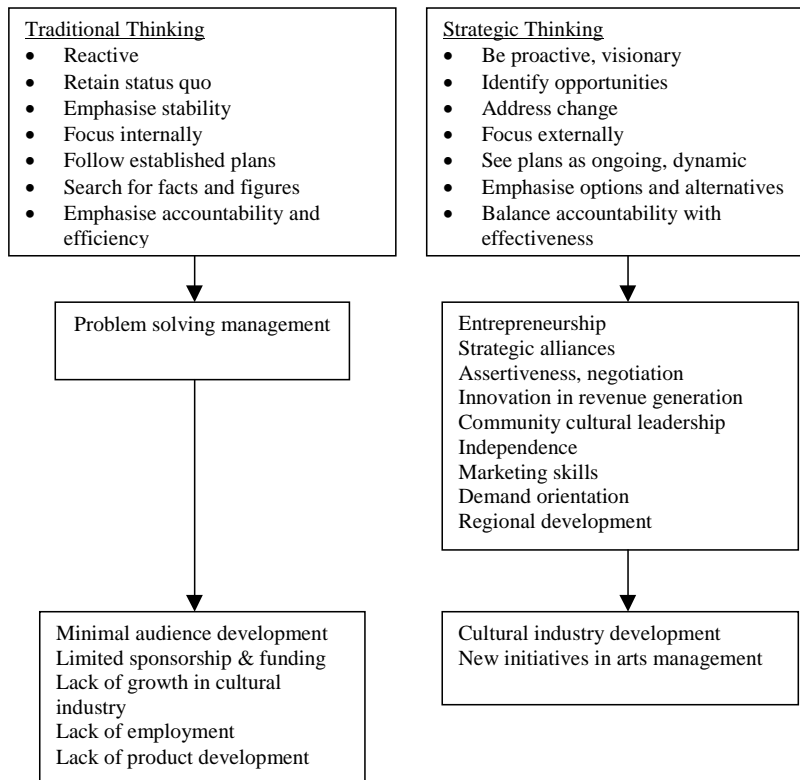 Traditional Thinking
• Reactive
• Retain status quo
• Emphasise stability
• Focus internally
• Follow established plans
• Search for facts and figures
• Emphasise accountability and
efficiency
Strategic Thinking
• Be proactive, visionary
• Identify opportunities
• Address change
• Focus externally
• See plans as ongoing, dynamic
• Emphasise options and alternatives
• Balance accountability with
effectiveness
Problem solving management
Entrepreneurship
Strategic alliances
Assertiveness, negotiation
Innovation in revenue generation
Community cultural leadership
Independence
Marketing skills
Demand orientation
Regional development
Minimal audience development
Limited sponsorship & funding
Lack of growth in cultural
industry
Lack of employment
Lack of product development
Cultural industry development
New initiatives in arts management